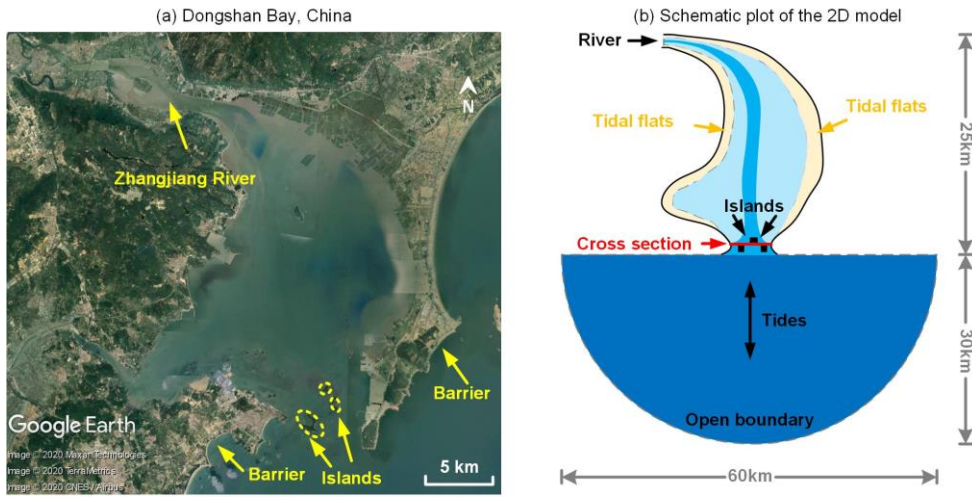 (a) Dongshan Bay, China
N
Zhangjiang River
Barrier
Google Earth
Image © 2020 Maxar Technologies
Image © 2020 TerraMetrics
Image © 2020 CNES / Airbus
Barrier
Islands
5 km
(b) Schematic plot of the 2D model
River
Tidal flats
Tidal flats
Islands
Cross section
Tides
Open boundary
25km
30km
60km